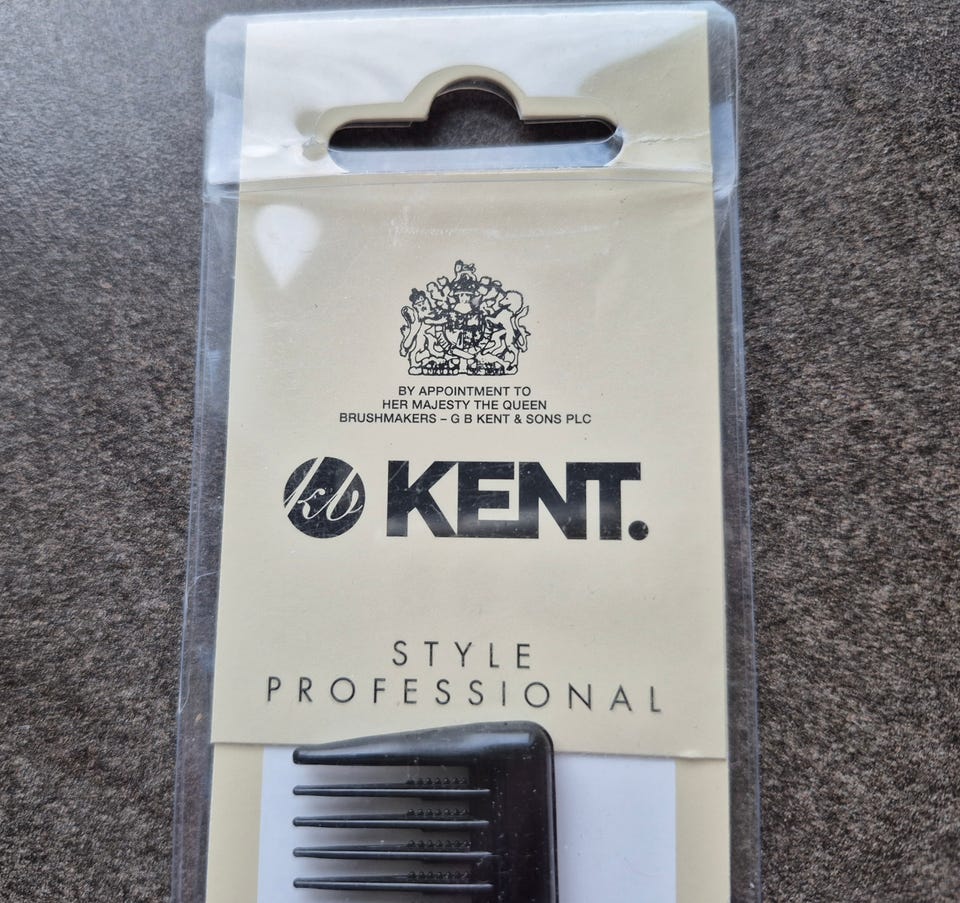 BY APPOINTMENT TO
HER MAJESTY THE QUEEN
BRUSHMAKERS – G B KENT & SONS PLC
kb KENT.
STYLE
PROFESSIONAL